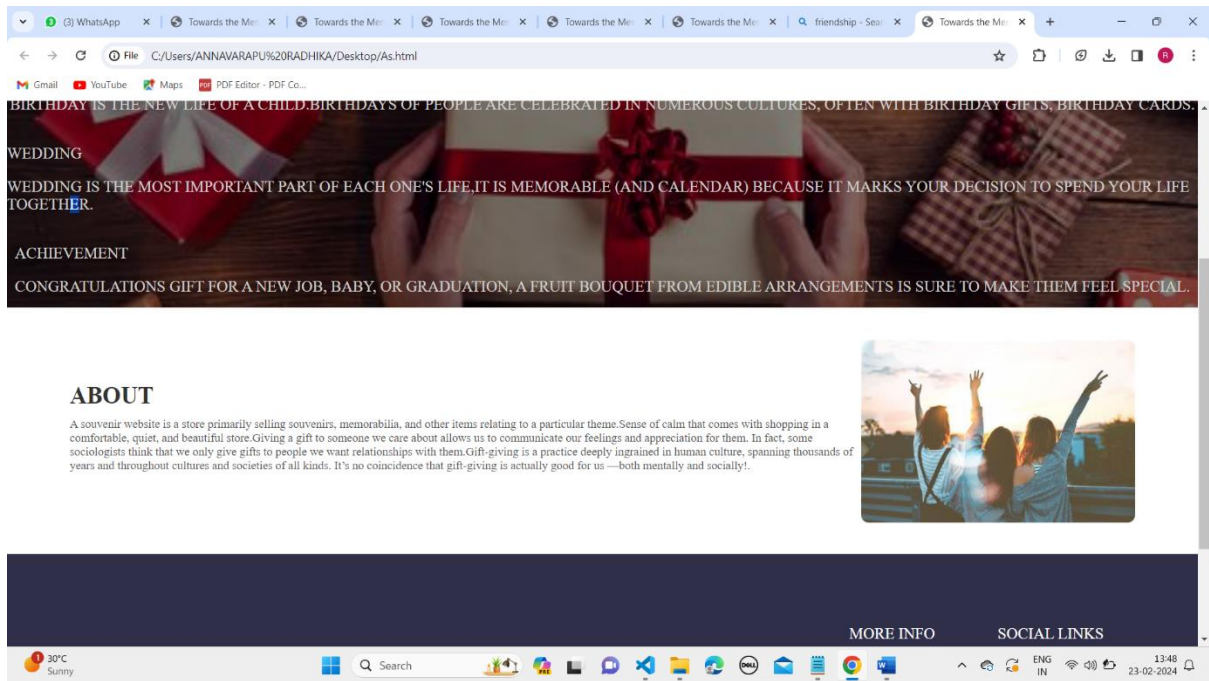 (3) WhatsApp
Towards the Mer
Towards the Mer
Towards the Mer
Towards the Mer
Towards the Mer
friendship - Sear
Towards the Mer
File C:/Users/ANNAVARAPU%20RADHIKA/Desktop/As.html
R
Gmail
YouTube
Maps
PDF
PDF Editor - PDF Co...
BIRTHDAY IS THE NEW LIFE OF A CHILD.BIRTHDAYS OF PEOPLE ARE CELEBRATED IN NUMEROUS CULTURES, OFTEN WITH BIRTHDAY GIFTS, BIRTHDAY CARDS.
WEDDING
WEDDING IS THE MOST IMPORTANT PART OF EACH ONE'S LIFE,IT IS MEMORABLE (AND CALENDAR) BECAUSE IT MARKS YOUR DECISION TO SPEND YOUR LIFE
TOGETHER.
ACHIEVEMENT
CONGRATULATIONS GIFT FOR A NEW JOB, BABY, OR GRADUATION, A FRUIT BOUQUET FROM EDIBLE ARRANGEMENTS IS SURE TO MAKE THEM FEEL SPECIAL.
ABOUT
A souvenir website is a store primarily selling souvenirs, memorabilia, and other items relating to a particular theme.Sense of calm that comes with shopping in a
comfortable, quiet, and beautiful store.Giving a gift to someone we care about allows us to communicate our feelings and appreciation for them. In fact, some
sociologists think that we only give gifts to people we want relationships with them.Gift-giving is a practice deeply ingrained in human culture, spanning thousands of
years and throughout cultures and societies of all kinds. It’s no coincidence that gift-giving is actually good for us —both mentally and socially!.
MORE INFO
SOCIAL LINKS
1
30°C
Sunny
Search
PRE
DELL
W
ENG
IN
13:48
23-02-2024